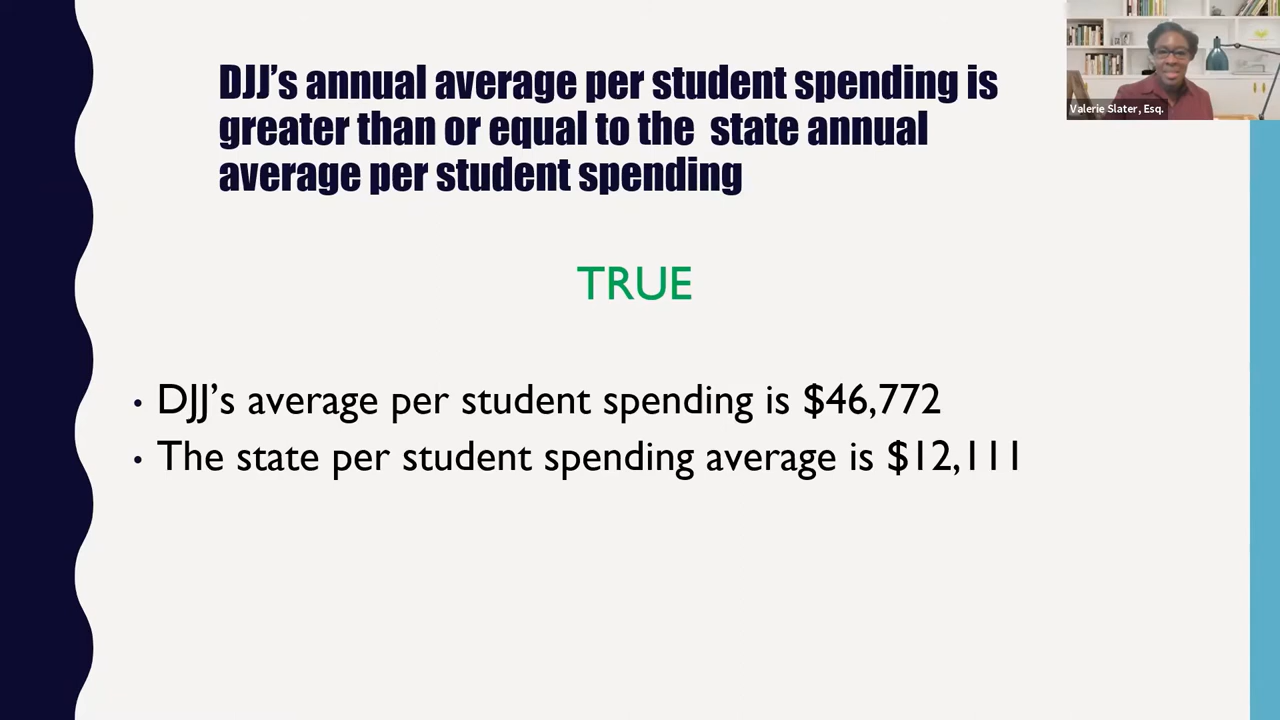 DJJ's annual average per student spending is
greater than or equal to the state annual
average per student spending
Valerie Slater, Esq.
TRUE
• DJJ's average per student spending is $46,772
• The state per student spending average is $12,111